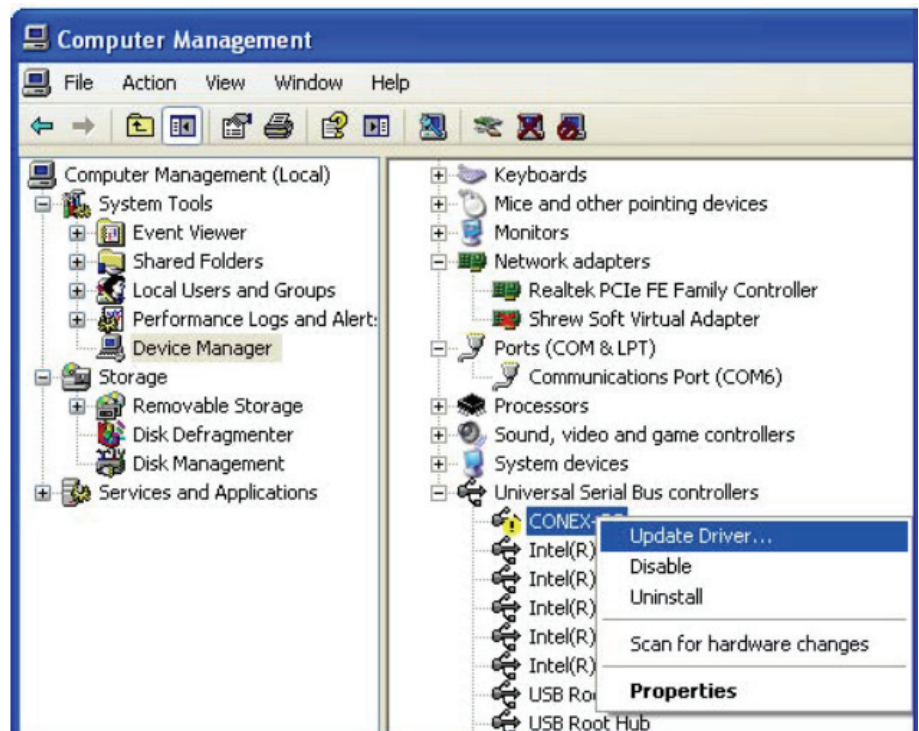 Computer Management
File Action View Window Help
Computer Management (Local)
System Tools
Event Viewer
Shared Folders
Local Users and Groups
Performance Logs and Alert
Device Manager
Storage
Removable Storage
Disk Defragmenter
Disk Management
Services and Applications
Keyboards
Mice and other pointing devices
Monitors
Network adapters
Realtek PCIe FE Family Controller
Shrew Soft Virtual Adapter
Ports (COM & LPT)
Communications Port (COM6)
Processors
Sound, video and game controllers
System devices
Universal Serial Bus controllers
CONEX-
Intel(R)
Intel(R)
Intel(R)
Intel(R)
Intel(R)
USB Ro
USB Root Hub
Update Driver...
Disable
Uninstall
Scan for hardware changes
Properties